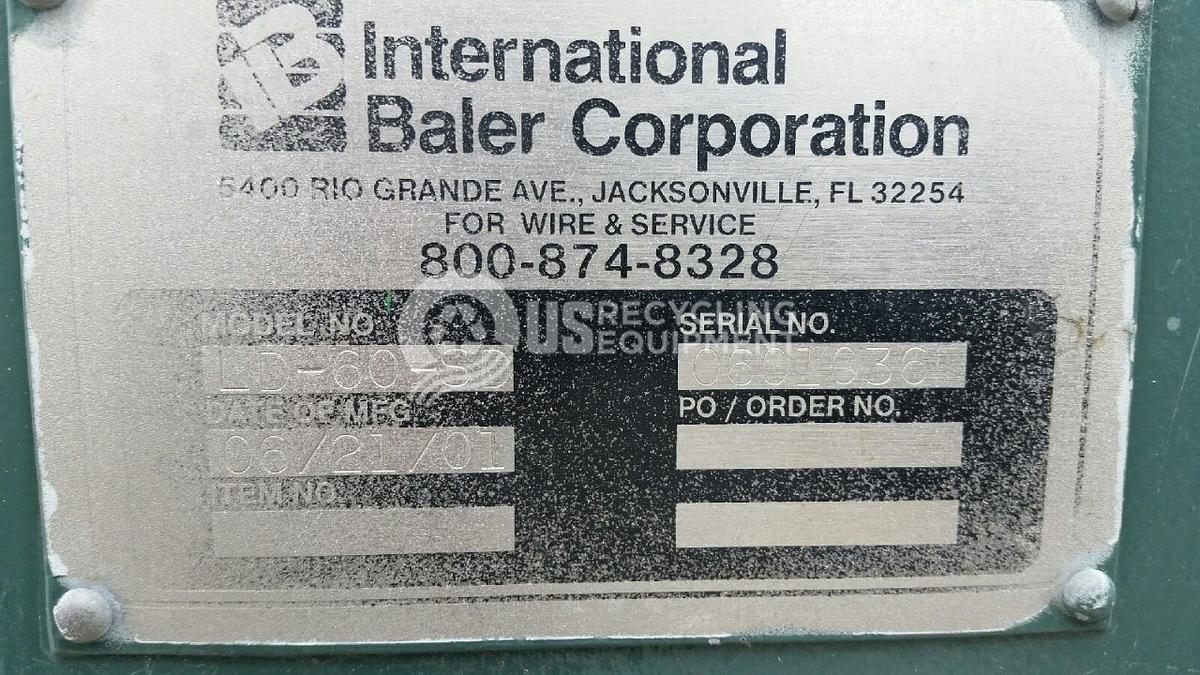 International
Baler Corporation
5400 RIO GRANDE AVE., JACKSONVILLE, FL 32254
FOR WIRE & SERVICE
800-874-8328
MODEL NO.
SERIAL NO.
US RECYCLING
EQUIPMENT
DATE OF MFG.
PO / ORDER NO.
06/21/01
ITEM NO.